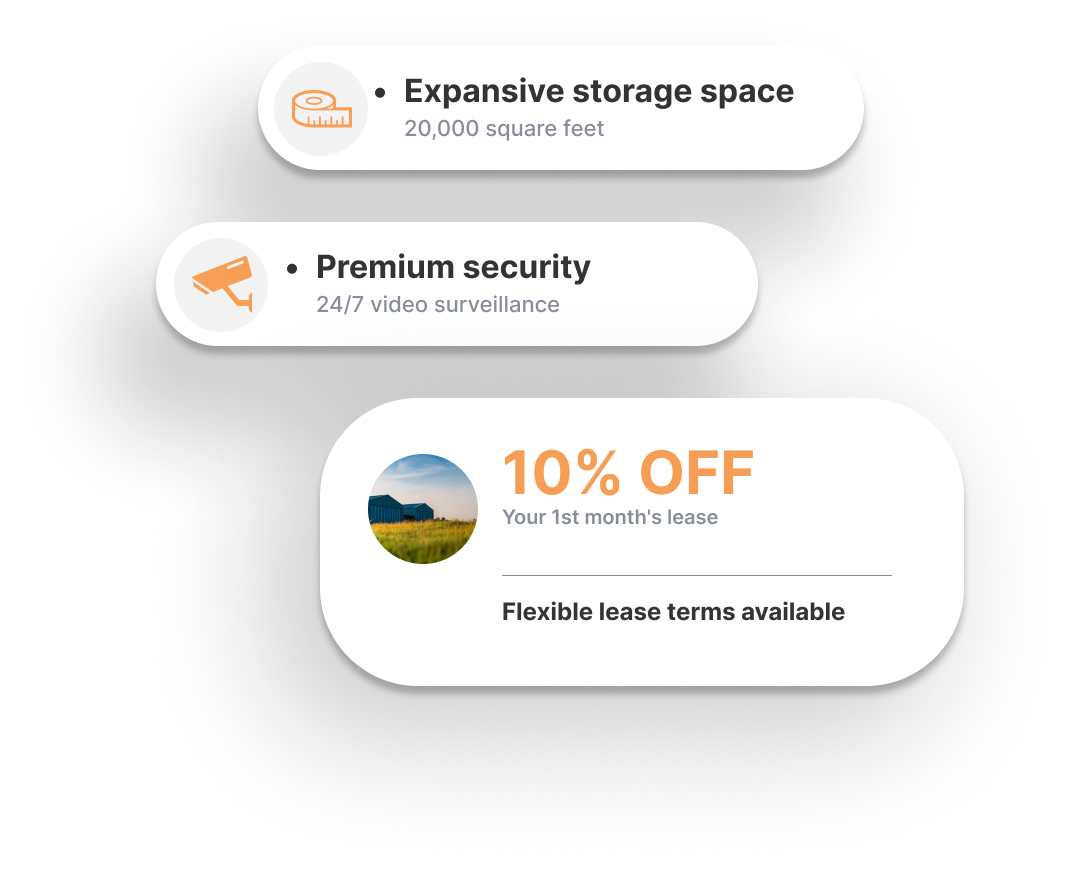 • Expansive storage space
20,000 square feet
• Premium security
24/7 video surveillance
10% OFF
Your 1st month's lease
Flexible lease terms available